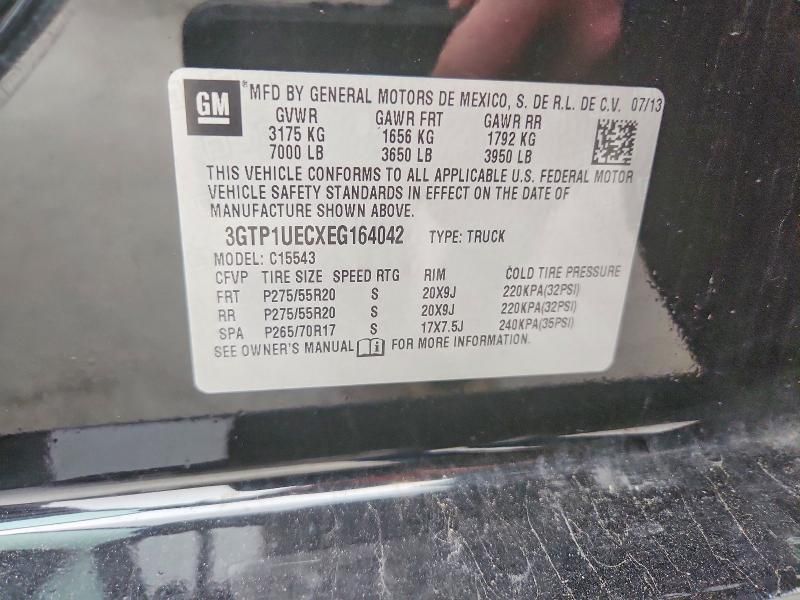 GM
*MFD BY GENERAL MOTORS DE MEXICO, S. DE R.L. DE C.V. 07/13
GVWR GAWR FRT GAWR RR
3175 KG 1656 KG 1792 KG
7000 LB 3650 LB 3950 LB
THIS VEHICLE CONFORMS TO ALL APPLICABLE U.S. FEDERAL MOTOR
VEHICLE SAFETY STANDARDS IN EFFECT ON THE DATE OF
MANUFACTURE SHOWN ABOVE.
3GTP1UECXEG164042 TYPE: TRUCK
MODEL: C15543
CFVP TIRE SIZE SPEED RTG RIM COLD TIRE PRESSURE
FRT P275/55R20 S 20X9J 220KPA(32PSI)
RR P275/55R20 S 20X9J 220KPA(32PSI)
SPA P265/70R17 S 17X7.5J 240KPA(35PSI)
SEE OWNER'S MANUAL i FOR MORE INFORMATION.